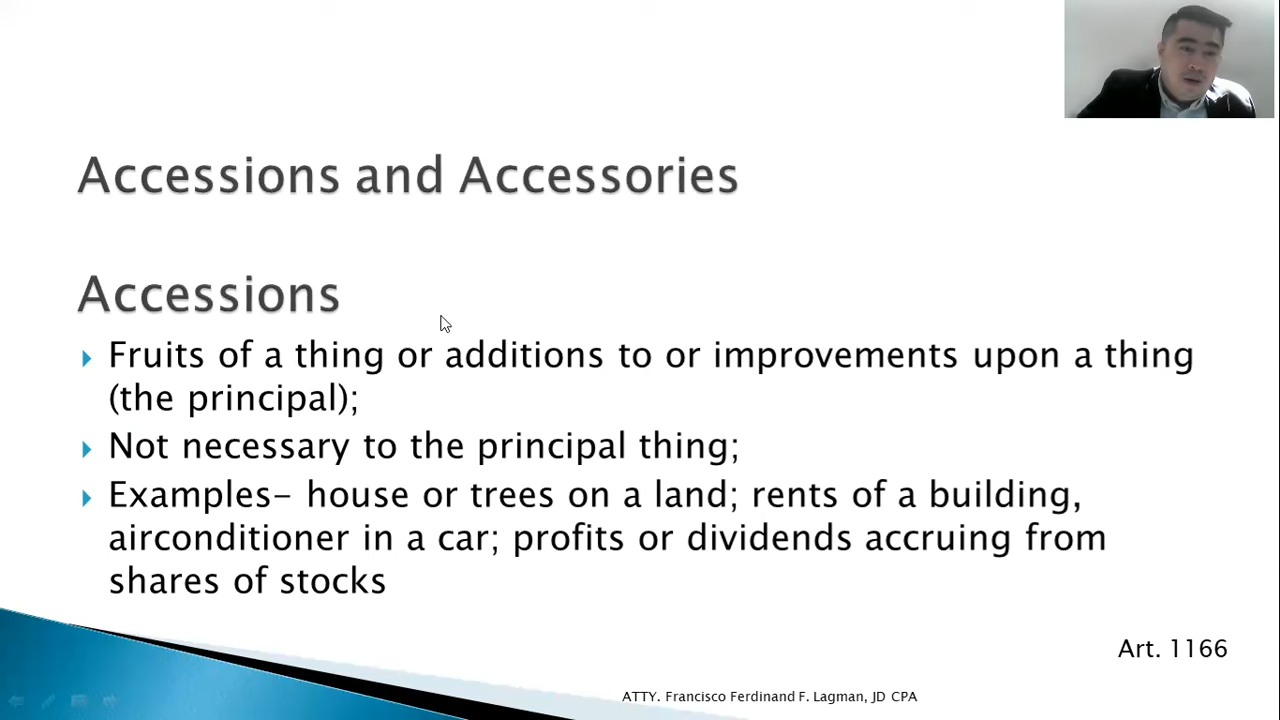 Accessions and Accessories
Accessions
Fruits of a thing or additions to or improvements upon a thing
(the principal);
Not necessary to the principal thing;
Examples- house or trees on a land; rents of a building,
airconditioner in a car; profits or dividends accruing from
shares of stocks
Art. 1166
ATTY. Francisco Ferdinand F. Lagman, JD CPA